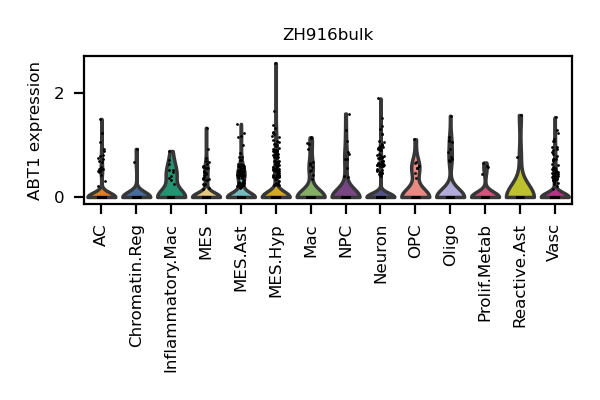 ZH916bulk
ABT1 expression
2
0
AC
Chromatin.Reg
Inflammatory.Mac
MES
MES.Ast
MES.Hyp
Mac
NPC
Neuron
OPC
Oligo
Prolif.Metab
Reactive.Ast
Vasc